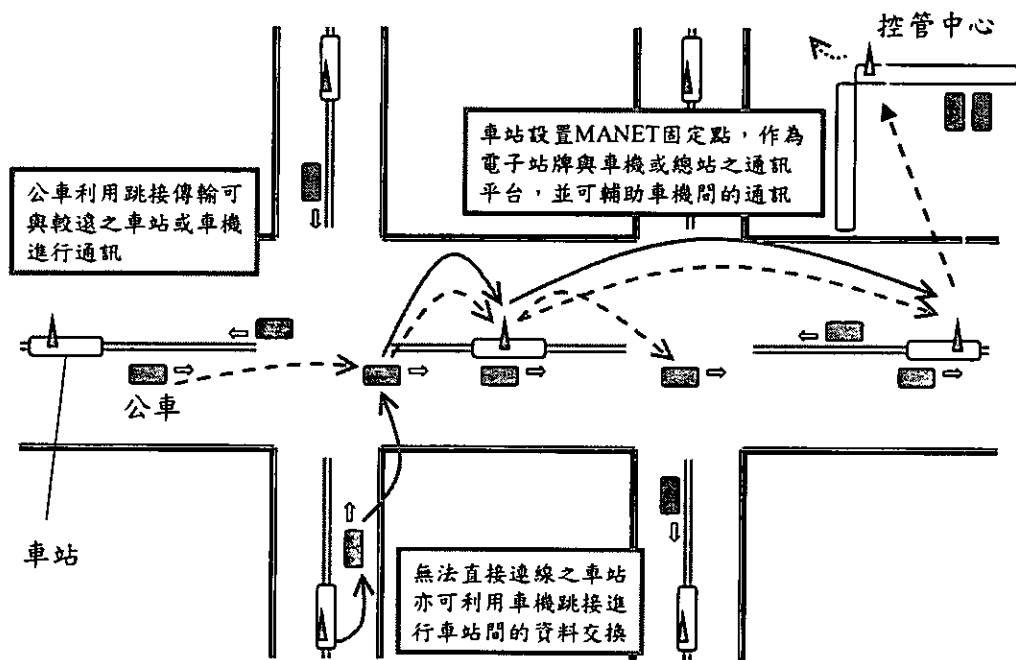 控管中心
車站設置MANET固定點，作為
電子站牌與車機或總站之通訊
平台，並可輔助車機間的通訊
公車利用跳接傳輸可
與較遠之車站或車機
進行通訊
公車
車站
無法直接連線之車站
亦可利用車機跳接進
行車站間的資料交換